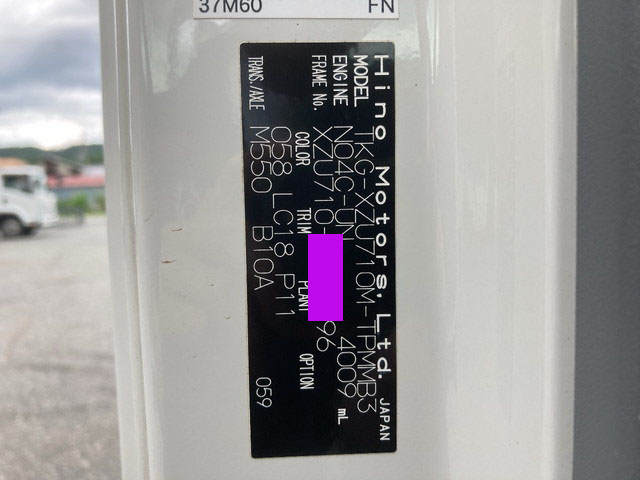 37M60 FN
Hino Motors, Ltd. JAPAN
MODEL TKG-XZU710M-TPMMB3
ENGINE N04C-UN 4009 mL
FRAME No. XZU710- 96
COLOR TRIM PLANT OPTION
058 LC18 P11
TRANS./AXLE M550 B10A 059